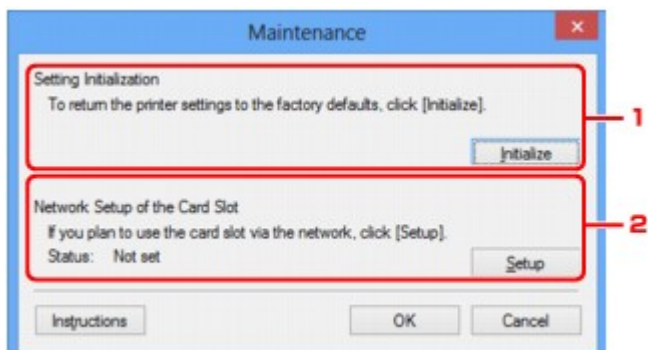 Maintenance
Setting Initialization
To return the printer settings to the factory defaults, click [Initialize].
1
Initialize
Network Setup of the Card Slot
If you plan to use the card slot via the network, click [Setup].
2
Status: Not set
Setup
Instructions OK Cancel